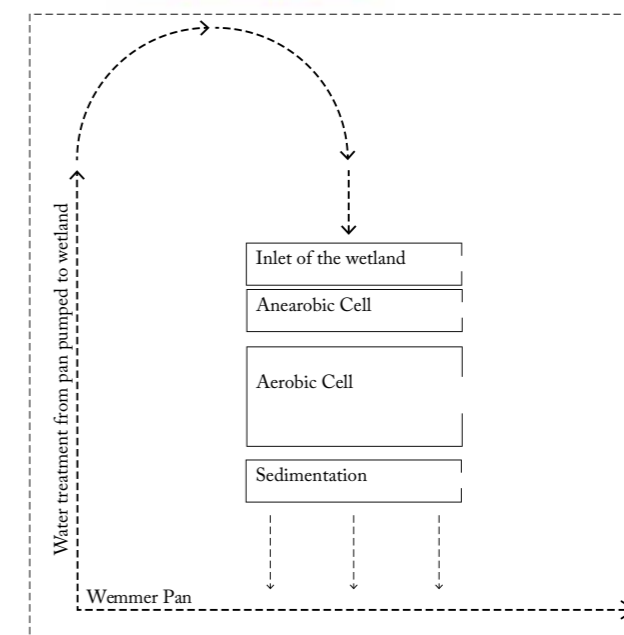 Water treatment from pan pumped to wetland
Inlet of the wetland
Anearobic Cell
Aerobic Cell
Sedimentation
Wemmer Pan